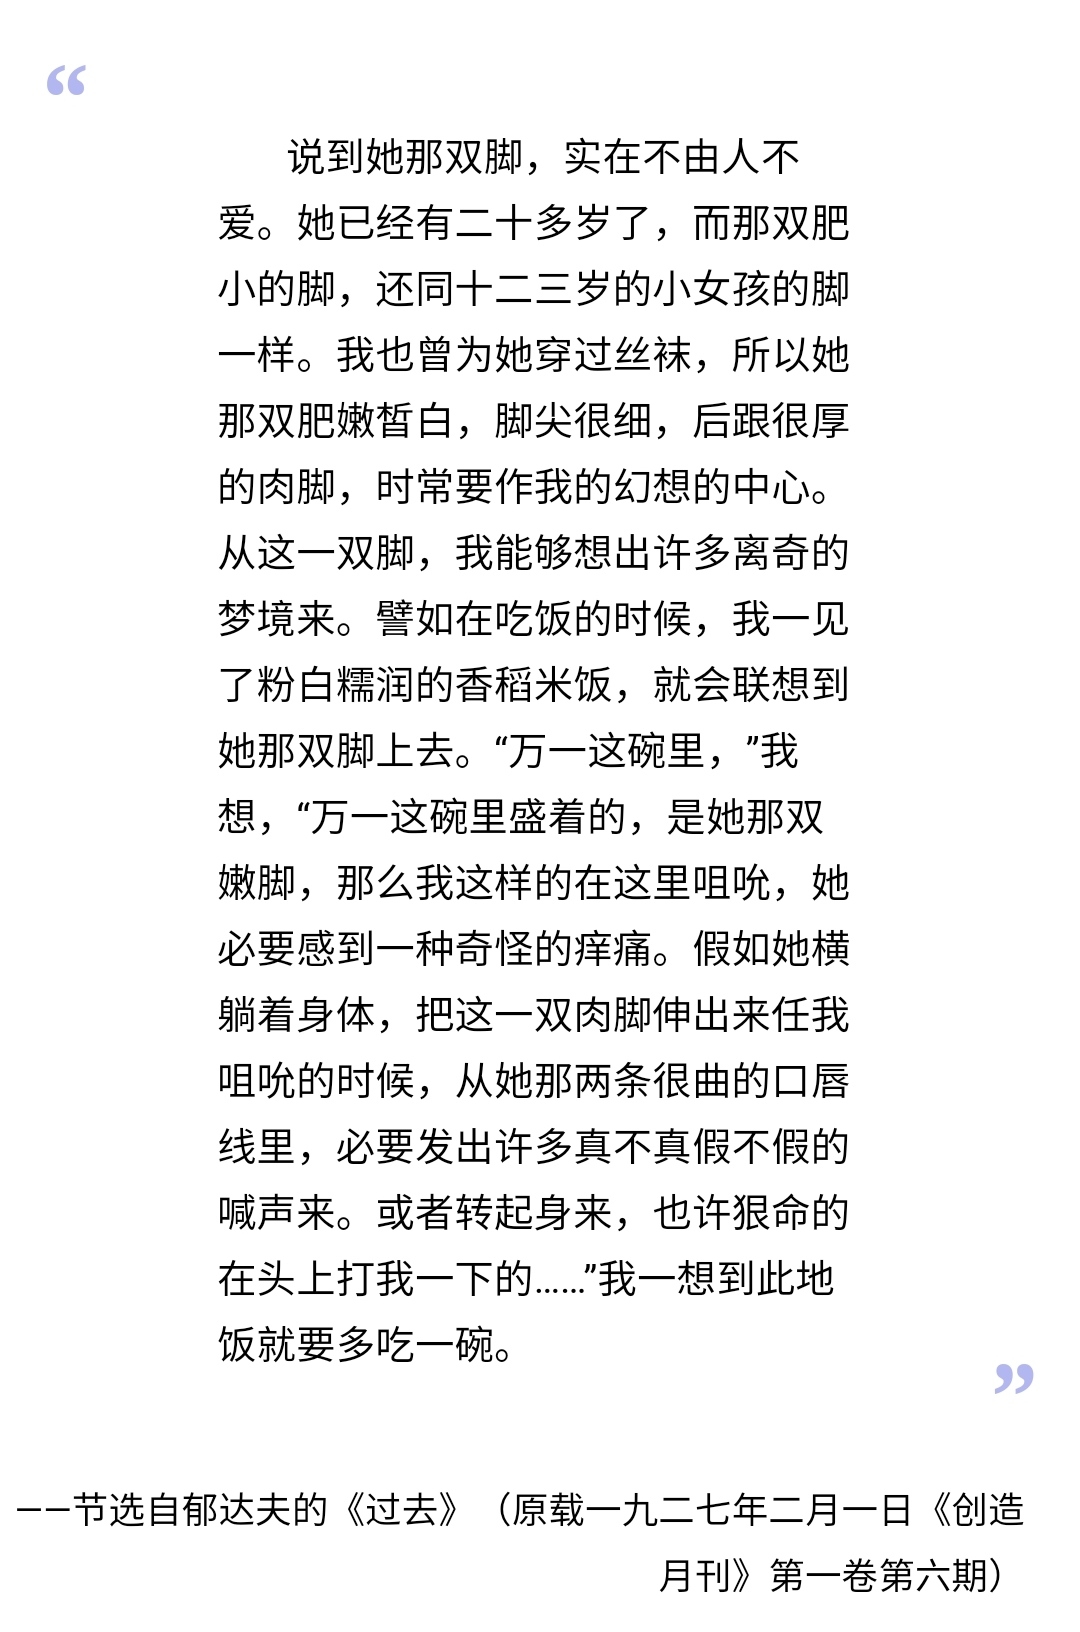 “
说到她那双脚，实在不由人不
爱。她已经有二十多岁了，而那双肥
小的脚，还同十二三岁的小女孩的脚
一样。我也曾为她穿过丝袜，所以她
那双肥嫩皙白，脚尖很细，后跟很厚
的肉脚，时常要作我的幻想的中心。
从这一双脚，我能够想出许多离奇的
梦境来。譬如在吃饭的时候，我一见
了粉白糯润的香稻米饭，就会联想到
她那双脚上去。“万一这碗里，”我
想，“万一这碗里盛着的，是她那双
嫩脚，那么我这样的在这里咀吮，她
必要感到一种奇怪的痒痛。假如她横
躺着身体，把这一双肉脚伸出来任我
咀吮的时候，从她那两条很曲的口唇
线里，必要发出许多真不真假不假的
喊声来。或者转起身来，也许狠命的
在头上打我一下的……”我一想到此地
饭就要多吃一碗。
”
——节选自郁达夫的《过去》（原载一九二七年二月一日《创造
月刊》第一卷第六期）